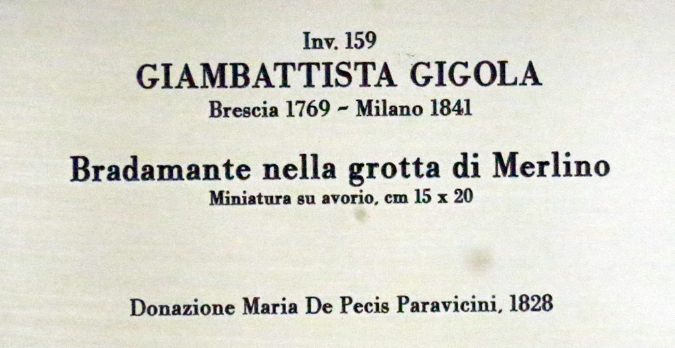 Inv. 159
GIAMBATTISTA GIGOLA
Brescia 1769 ~ Milano 1841
Bradamante nella grotta di Merlino
Miniatura su avorio, cm 15 x 20
Donazione Maria De Pecis Paravicini, 1828